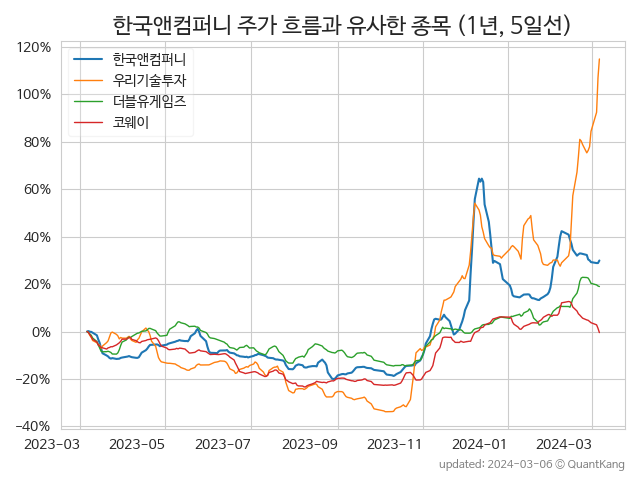 한국앤컴퍼니 주가 흐름과 유사한 종목 (1년, 5일선)
120%
100%
80%
60%
40%
20%
0%
−20%
−40%
한국앤컴퍼니
우리기술투자
더블유게임즈
코웨이
2023-03
2023-05
2023-07
2023-09
2023-11
2024-01
2024-03
updated: 2024-03-06 © QuantKang